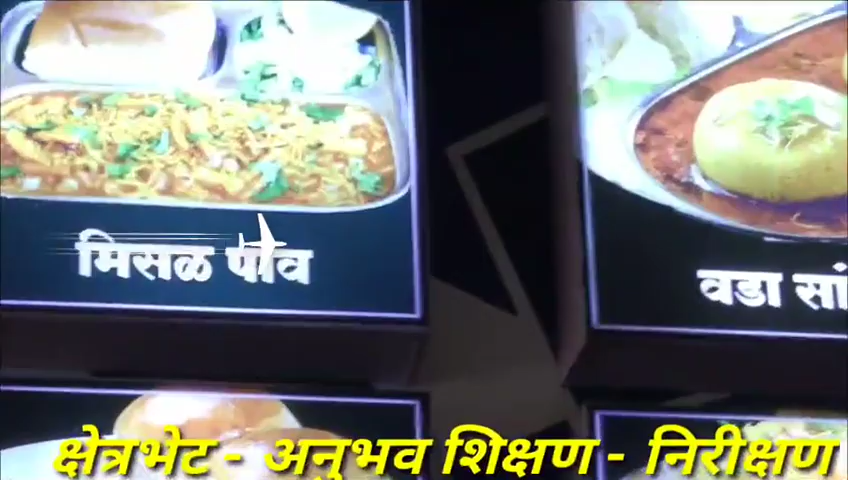 मिसळ पाव
वडा सां
क्षेत्रभेट - अनुभव शिक्षण - निरीक्षण